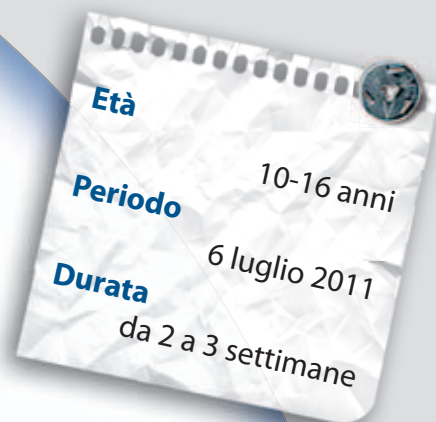 Età
10-16 anni
Periodo
6 luglio 2011
Durata
da 2 a 3 settimane